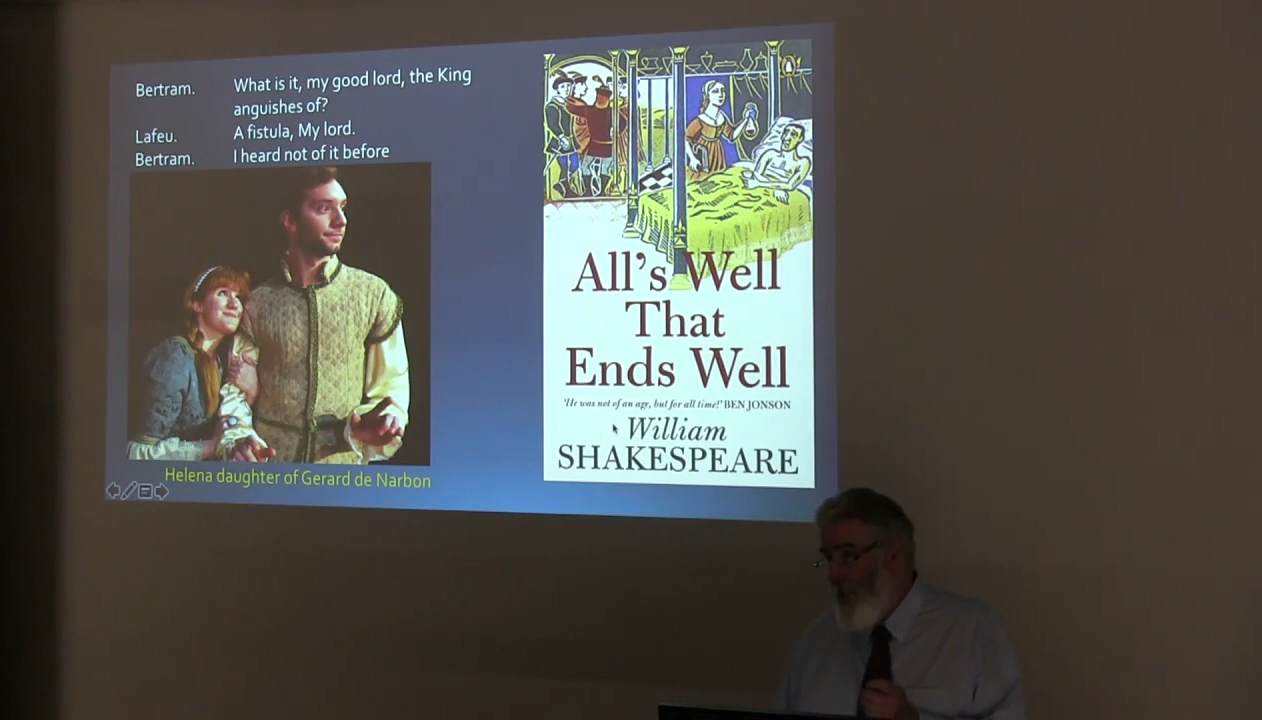 Bertram. What is it, my good lord, the King
anguishes of?
Lafeu. A fistula, My lord.
Bertram. I heard not of it before
Helena daughter of Gerard de Narbon
All's Well
That
Ends Well
'He was not of an age, but for all time!' BEN JONSON
William
SHAKESPEARE